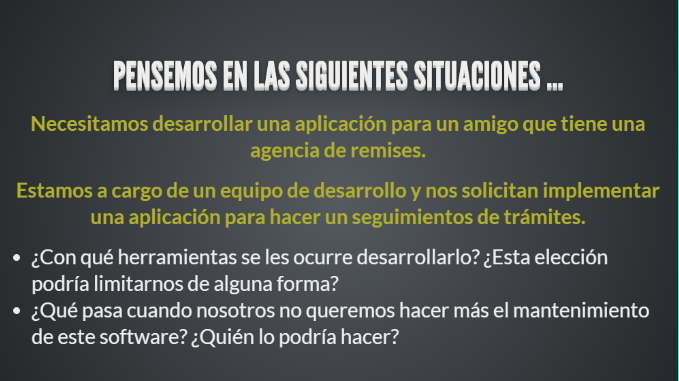 PENSEMOS EN LAS SIGUIENTES SITUACIONES ...
Necesitamos desarrollar una aplicación para un amigo que tiene una
agencia de remises.
Estamos a cargo de un equipo de desarrollo y nos solicitan implementar
una aplicación para hacer un seguimientos de trámites.
• ¿Con qué herramientas se les ocurre desarrollarlo? ¿Esta elección
podría limitarnos de alguna forma?
• ¿Qué pasa cuando nosotros no queremos hacer más el mantenimiento
de este software? ¿Quién lo podría hacer?